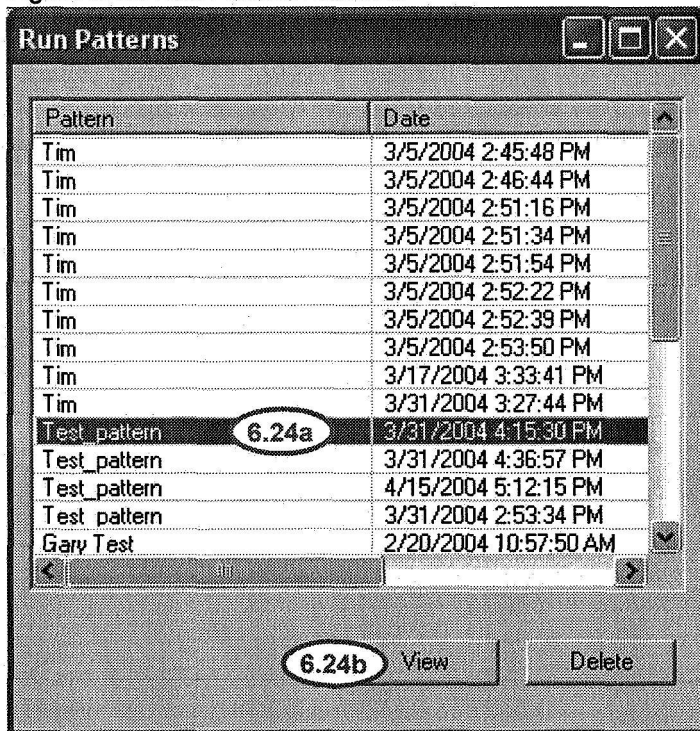 Run Patterns
Pattern Date
Tim 3/5/2004 2:45:48 PM
Tim 3/5/2004 2:46:44 PM
Tim 3/5/2004 2:51:16 PM
Tim 3/5/2004 2:51:34 PM
Tim 3/5/2004 2:51:54 PM
Tim 3/5/2004 2:52:22 PM
Tim 3/5/2004 2:52:39 PM
Tim 3/5/2004 2:53:50 PM
Tim 3/17/2004 3:33:41 PM
Tim 3/31/2004 3:27:44 PM
Test_pattern 6.24a 3/31/2004 4:15:30 PM
Test_pattern 3/31/2004 4:36:57 PM
Test_pattern 4/15/2004 5:12:15 PM
Test_pattern 3/31/2004 2:53:34 PM
Gary Test 2/20/2004 10:57:50 AM
6.24b View Delete